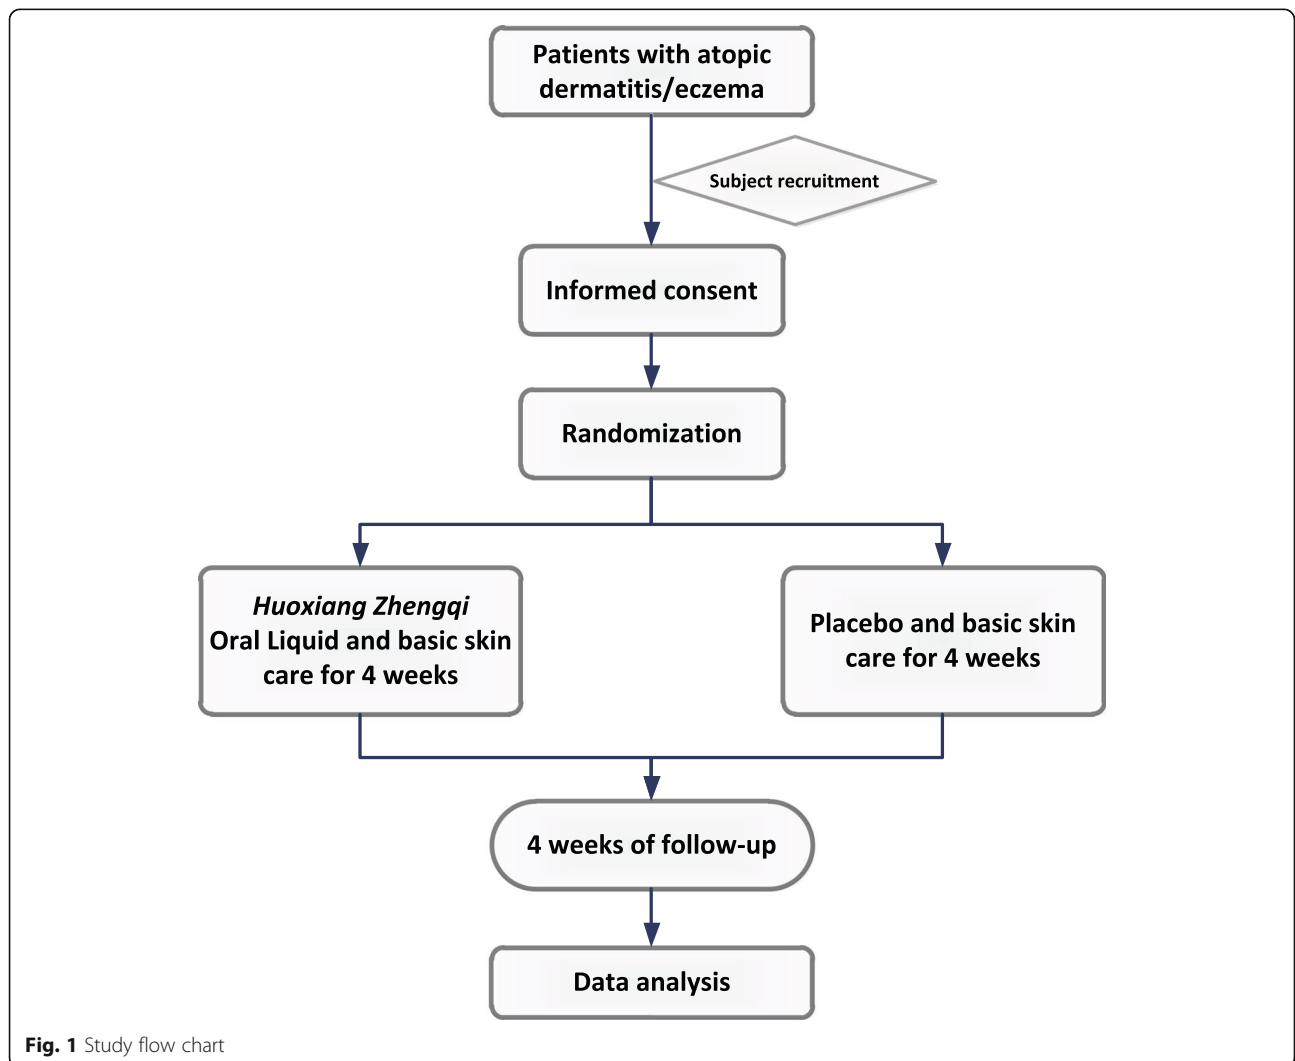 Patients with atopic
dermatitis/eczema
Subject recruitment
Informed consent
Randomization
Huoxiang Zhengqi
Oral Liquid and basic skin
care for 4 weeks
Placebo and basic skin
care for 4 weeks
4 weeks of follow-up
Data analysis
Fig. 1 Study flow chart